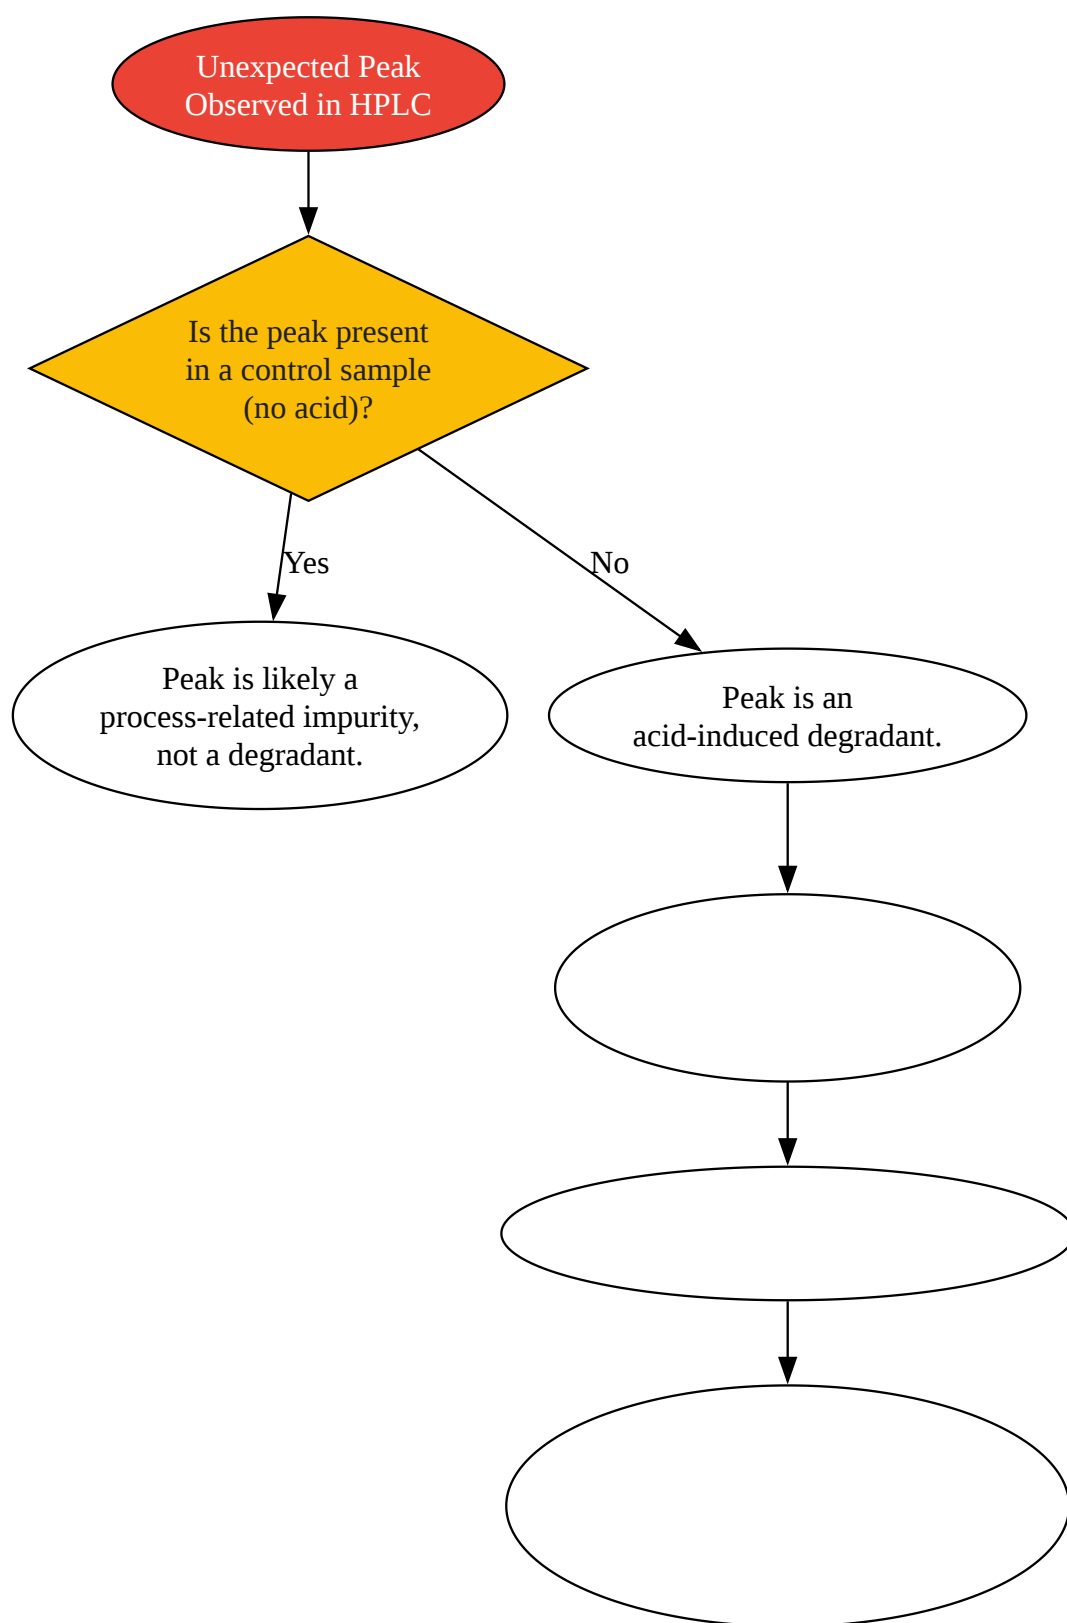 Unexpected Peak
Observed in HPLC
Is the peak present
in a control sample
(no acid)?
Yes
No
Peak is likely a
process-related impurity,
not a degradant.
Peak is an
acid-induced degradant.